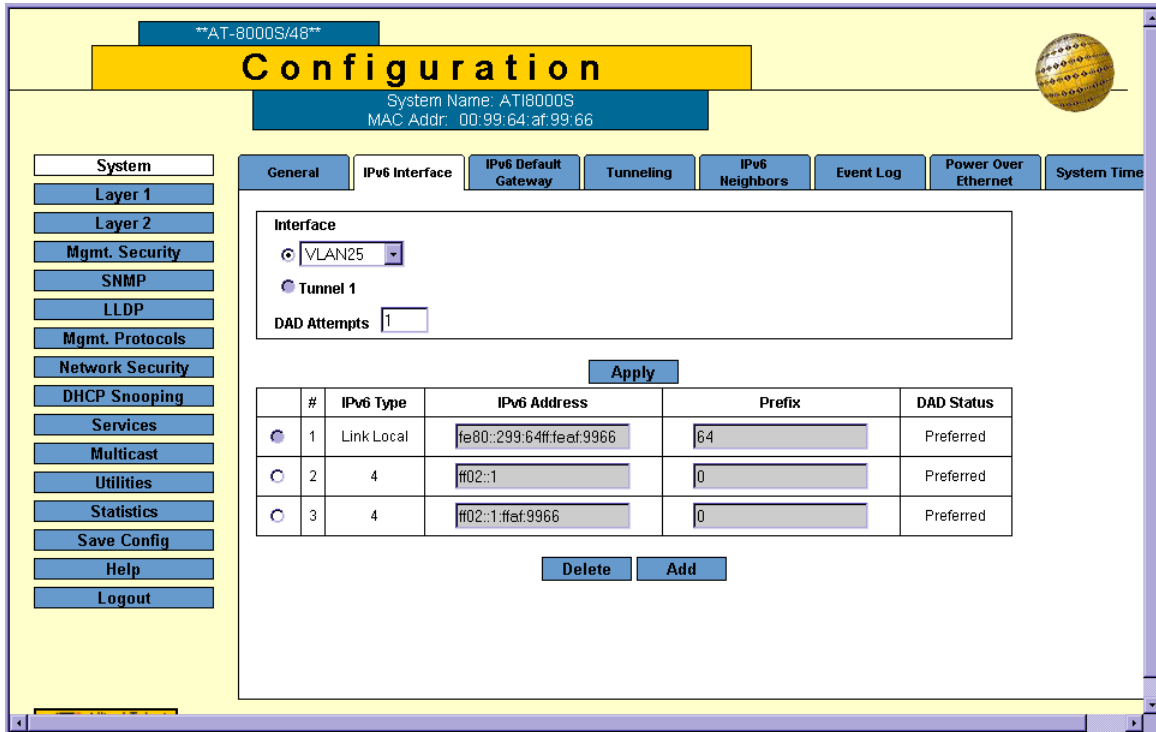 **AT-8000S/48**
Configuration
System Name: ATI8000S
MAC Addr: 00:99:64:af:99:66
System
Layer 1
Layer 2
Mgmt. Security
SNMP
LLDP
Mgmt. Protocols
Network Security
DHCP Snooping
Services
Multicast
Utilities
Statistics
Save Config
Help
Logout
General
IPv6 Interface
IPv6 Default
Gateway
Tunneling
IPv6
Neighbors
Event Log
Power Over
Ethernet
System Time
Interface
VLAN25
Tunnel 1
DAD Attempts 1
Apply
# IPv6 Type IPv6 Address Prefix DAD Status
1 Link Local fe80::299:64ff:feaf:9966 64 Preferred
2 4 ff02::1 0 Preferred
3 4 ff02::1:ffaf:9966 0 Preferred
Delete Add